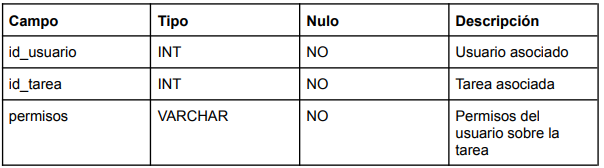 Campo Tipo Nulo Descripción
id_usuario INT NO Usuario asociado
id_tarea INT NO Tarea asociada
permisos VARCHAR NO Permisos del
usuario sobre la
tarea